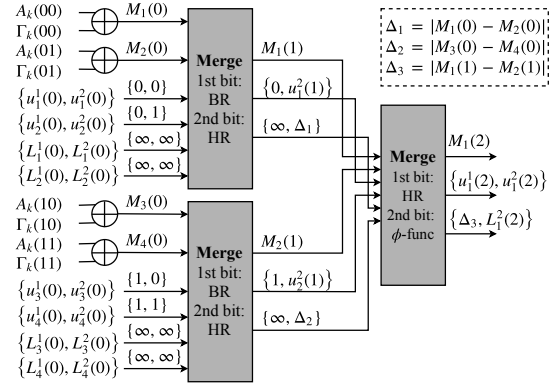 A_k(00)
Γ_k(00)
M_1(0)
A_k(01)
Γ_k(01)
M_2(0)
{u_1^1(0), u_1^2(0)} {0, 0}
{u_2^1(0), u_2^2(0)} {0, 1}
{L_1^1(0), L_1^2(0)} {∞, ∞}
{L_2^1(0), L_2^2(0)} {∞, ∞}
Merge
1st bit:
BR
2nd bit:
HR
M_1(1)
{0, u_1^2(1)}
{∞, Δ_1}
Δ_1 = |M_1(0) − M_2(0)|
Δ_2 = |M_3(0) − M_4(0)|
Δ_3 = |M_1(1) − M_2(1)|
A_k(10)
Γ_k(10)
M_3(0)
A_k(11)
Γ_k(11)
M_4(0)
{u_3^1(0), u_3^2(0)} {1, 0}
{u_4^1(0), u_4^2(0)} {1, 1}
{L_3^1(0), L_3^2(0)} {∞, ∞}
{L_4^1(0), L_4^2(0)} {∞, ∞}
Merge
1st bit:
BR
2nd bit:
HR
M_2(1)
{1, u_2^2(1)}
{∞, Δ_2}
Merge
1st bit:
HR
2nd bit:
ϕ-func
M_1(2)
{u_1^1(2), u_1^2(2)}
{Δ_3, L_1^2(2)}